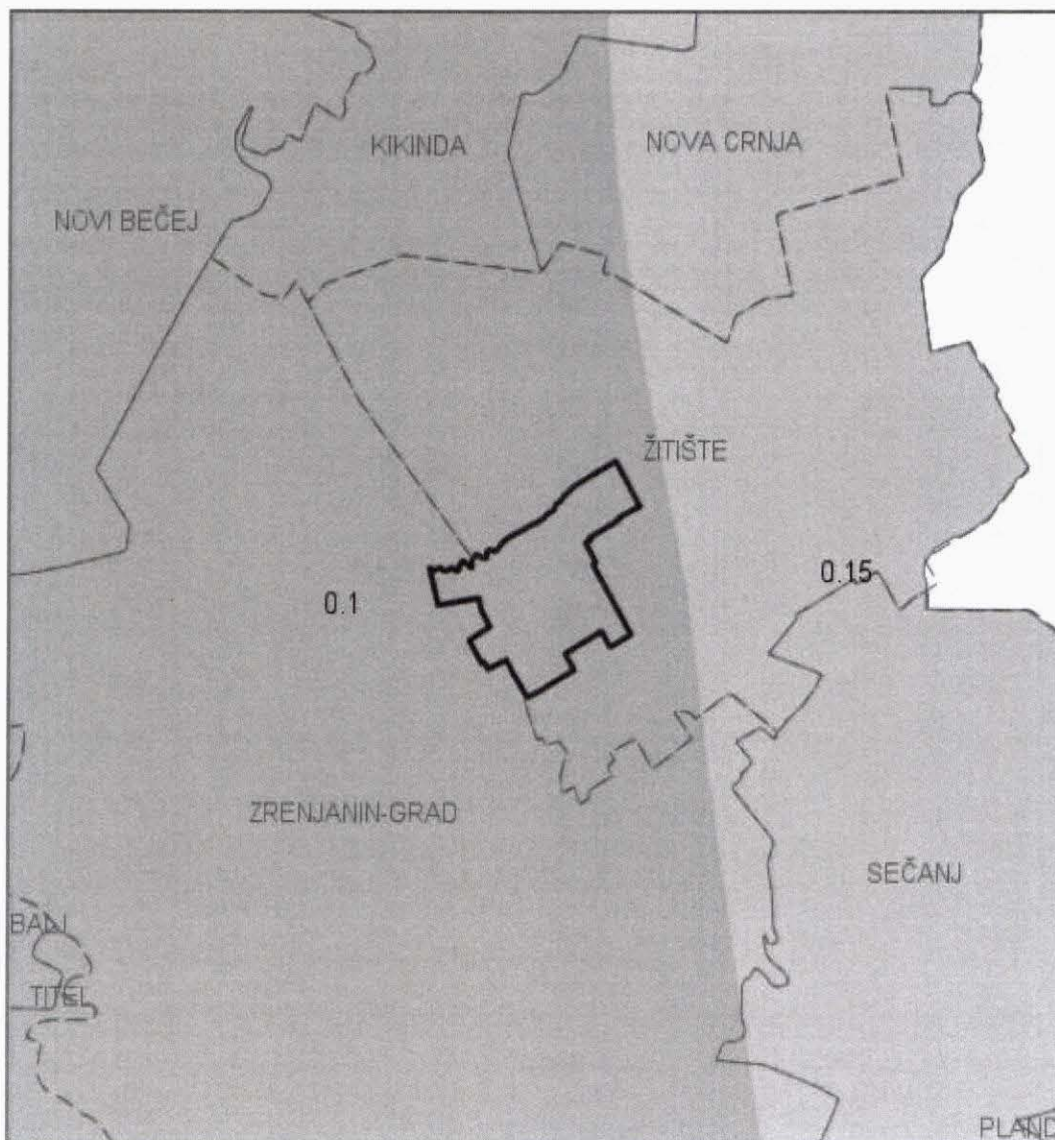 KIKINDA
NOVA CRNJA
NOVI BEČEJ
ŽITIŠTE
0.15
0.1
ZRENJANIN-GRAD
SEČANJ
TITEL